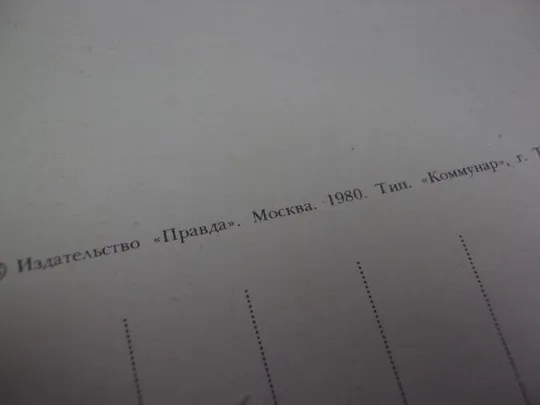 © Издательство «Правда». Москва. 1980. Тип. «Коммунар», г. Т